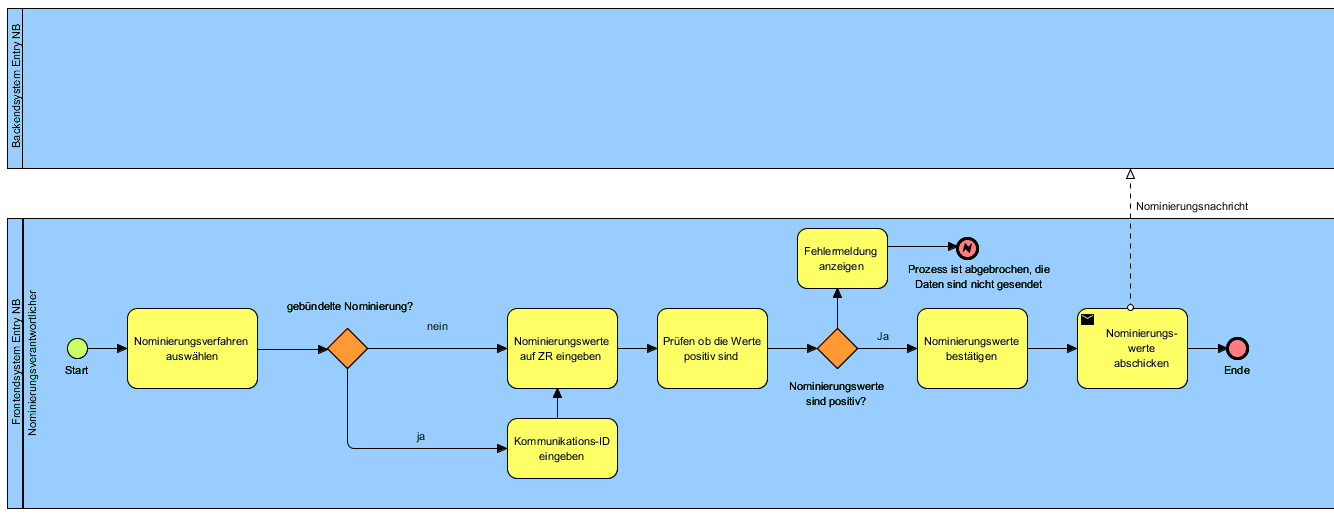 Backendsystem Entry NB
Nominierungsnachricht
Frontendsystem Entry NB
Nominierungsverantwortlicher
Start
Nominierungsverfahren
auswählen
gebündelte Nominierung?
nein
ja
Nominierungswerte
auf ZR eingeben
Kommunikations-ID
eingeben
Prüfen ob die Werte
positiv sind
Fehlermeldung
anzeigen
Prozess ist abgebrochen, die
Daten sind nicht gesendet
Nominierungswerte
sind positiv?
Ja
Nominierungswerte
bestätigen
Nominierungs-
werte
abschicken
Ende